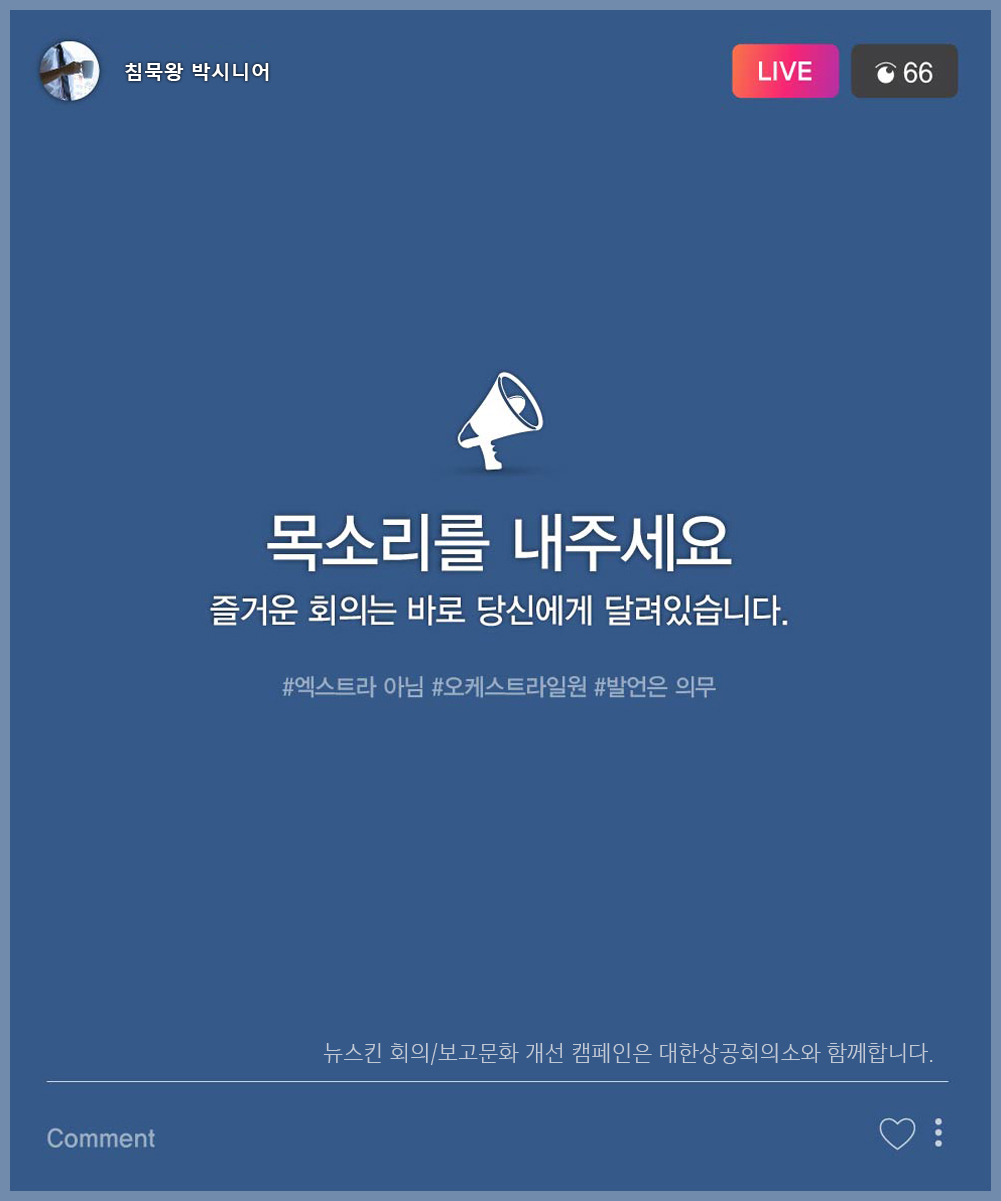 침묵왕 박시니어
LIVE
66
목소리를 내주세요
즐거운 회의는 바로 당신에게 달려있습니다.
#엑스트라 아님 #오케스트라일원 #발언은 의무
뉴스킨 회의/보고문화 개선 캠페인은 대한상공회의소와 함께합니다.
Comment